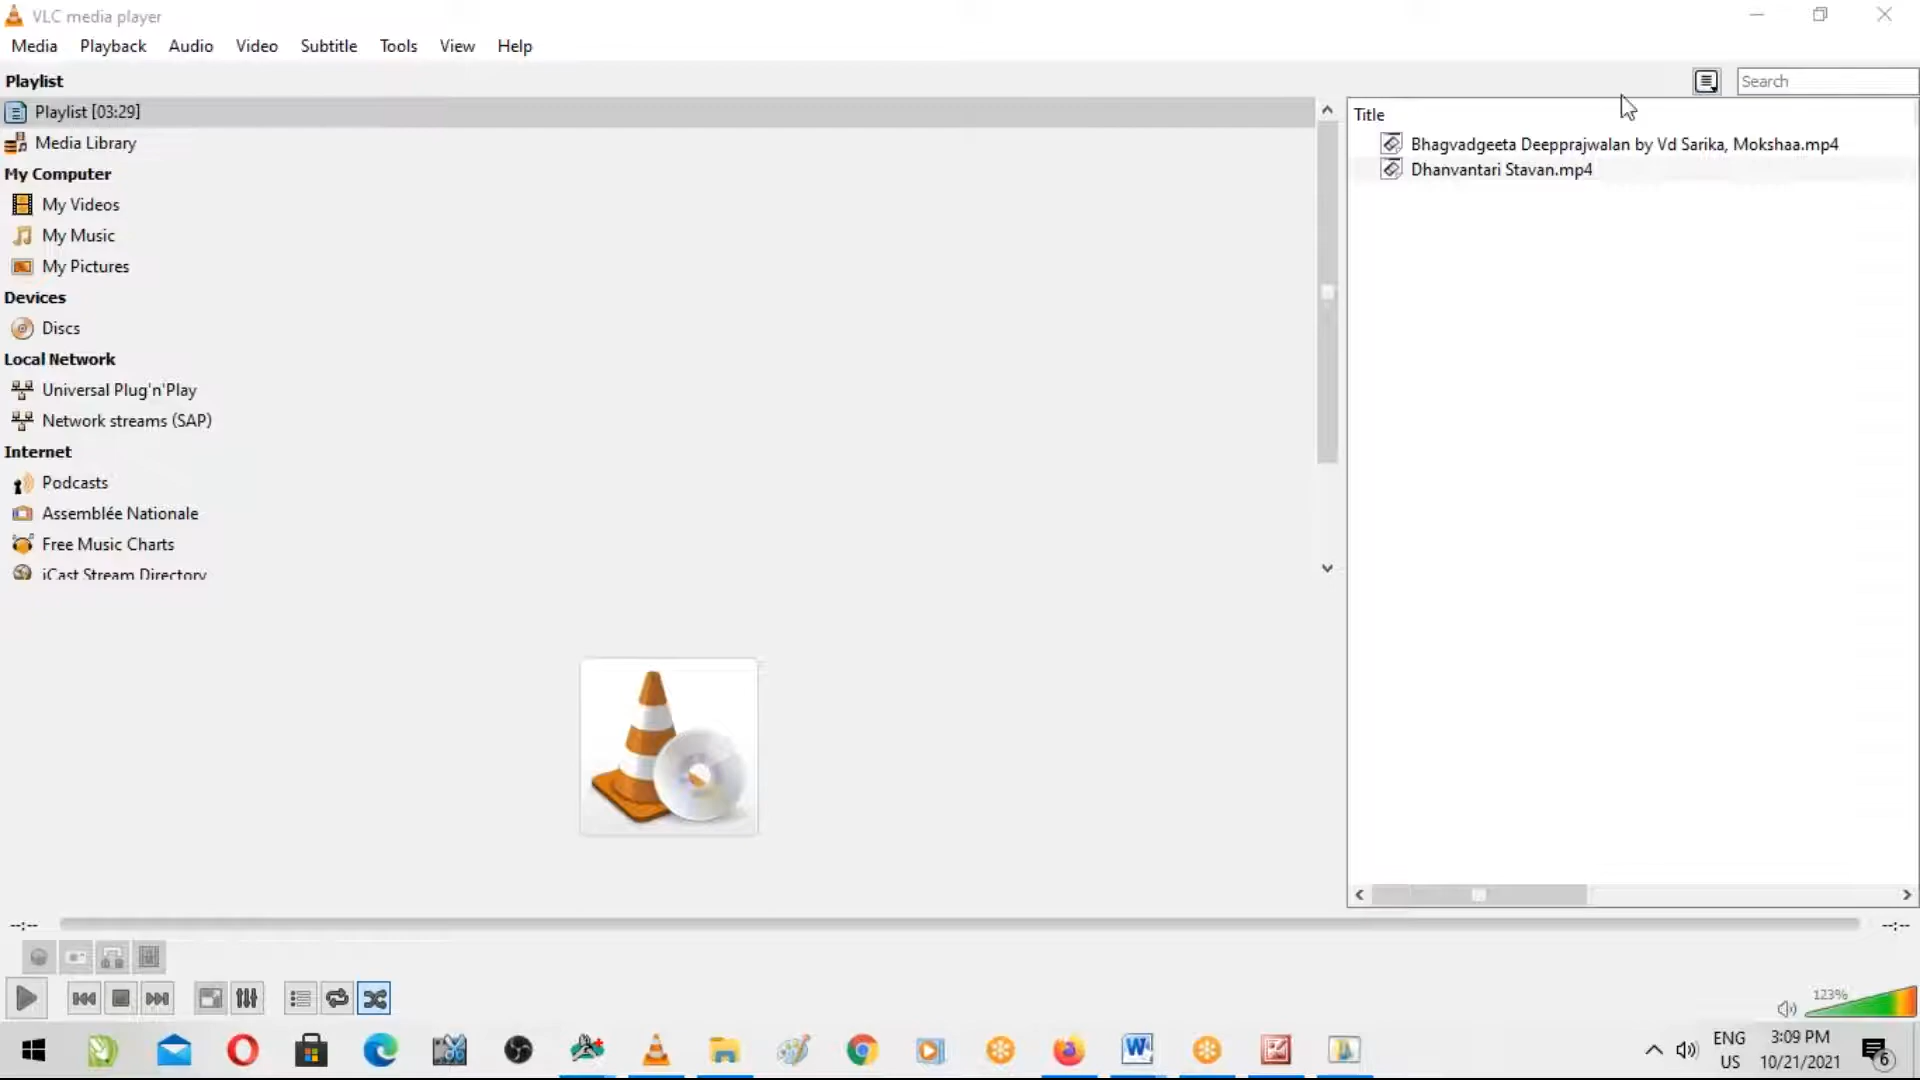 VLC media player
Media Playback Audio Video Subtitle Tools View Help
Playlist
Search
Playlist [03:29]
Media Library
My Computer
My Videos
My Music
My Pictures
Devices
Discs
Local Network
Universal Plug'n'Play
Network streams (SAP)
Internet
Podcasts
Assemblée Nationale
Free Music Charts
iCast Stream Directory
Title
Bhagvadgeeta Deepprajwalan by Vd Sarika, Mokshaa.mp4
Dhanvantari Stavan.mp4
--:--
--:--
123%
ENG
US
3:09 PM
10/21/2021
6